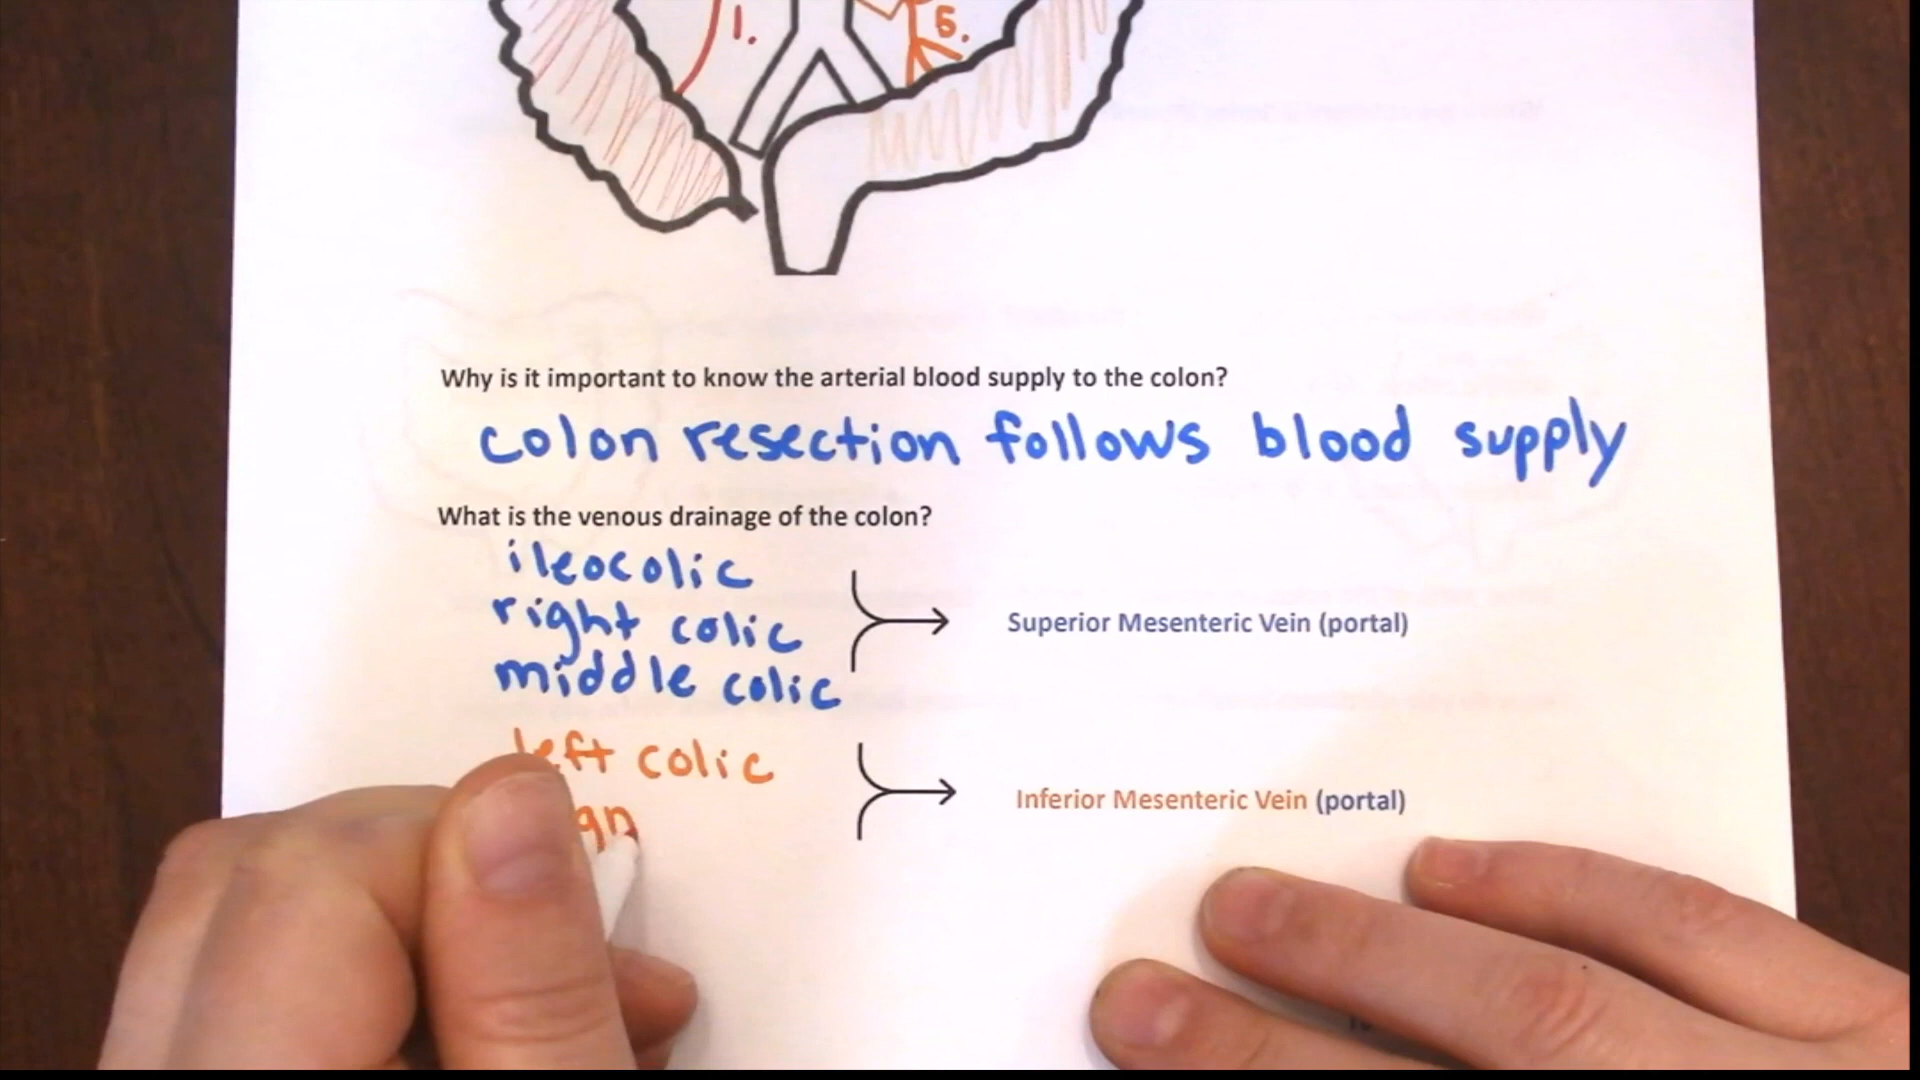 1.
5.
Why is it important to know the arterial blood supply to the colon?
colon resection follows blood supply
What is the venous drainage of the colon?
ileocolic
right colic
middle colic
Superior Mesenteric Vein (portal)
left colic
Inferior Mesenteric Vein (portal)